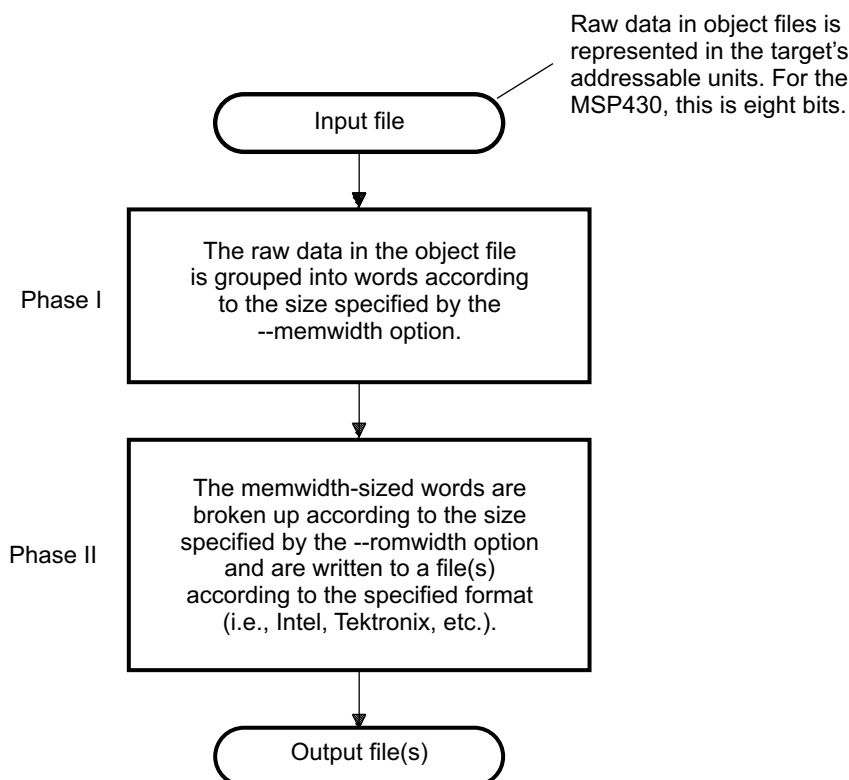 Raw data in object files is
represented in the target's
addressable units. For the
MSP430, this is eight bits.
Input file
Phase I
The raw data in the object file
is grouped into words according
to the size specified by the
--memwidth option.
Phase II
The memwidth-sized words are
broken up according to the size
specified by the --romwidth option
and are written to a file(s)
according to the specified format
(i.e., Intel, Tektronix, etc.).
Output file(s)